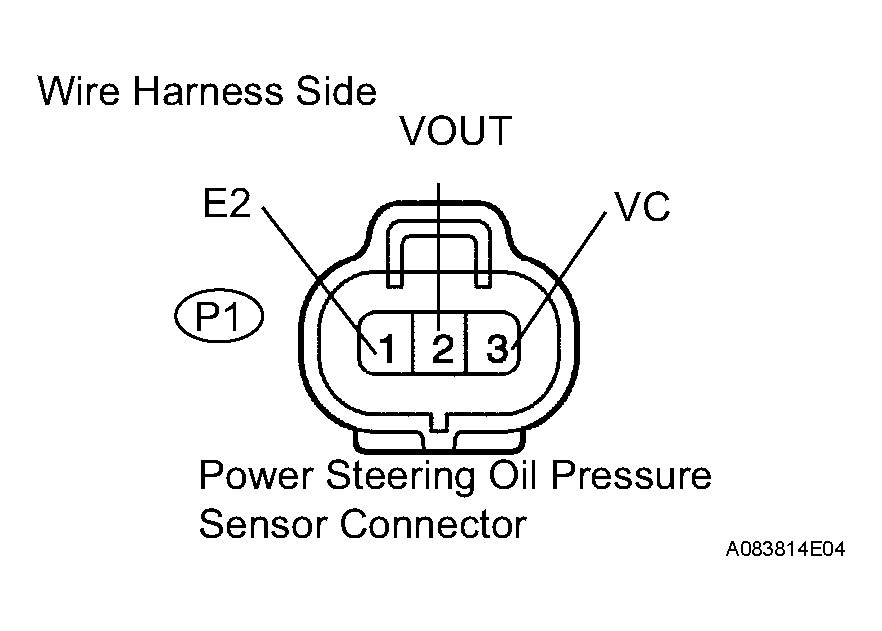 Wire Harness Side
VOUT
E2
VC
P1
1 2 3
Power Steering Oil Pressure
Sensor Connector
A083814E04